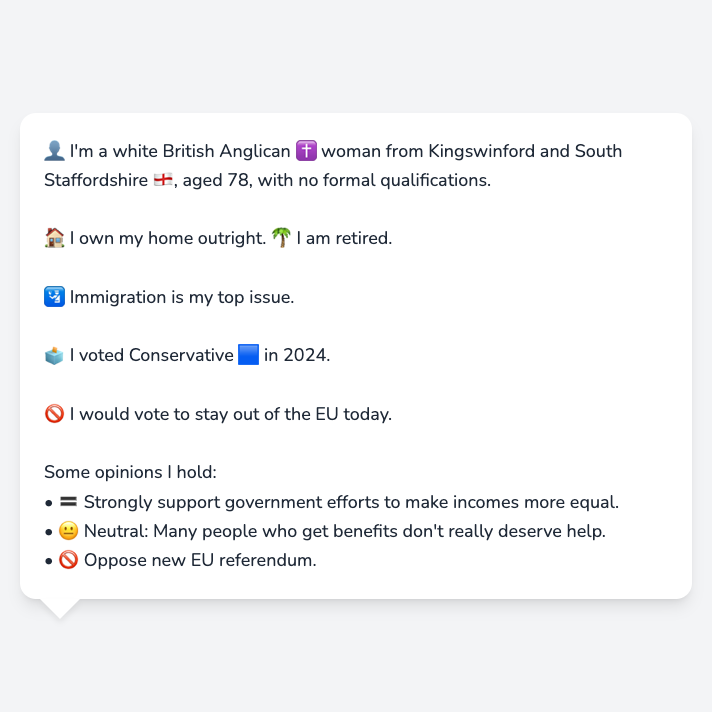 👤 I'm a white British Anglican ✝️ woman from Kingswinford and South
Staffordshire 🏴󠁧󠁢󠁥󠁮󠁧󠁿, aged 78, with no formal qualifications.
🏠 I own my home outright. 🌴 I am retired.
🛂 Immigration is my top issue.
🗳️ I voted Conservative 🟦 in 2024.
🚫 I would vote to stay out of the EU today.
Some opinions I hold:
• 🟰 Strongly support government efforts to make incomes more equal.
• 😐 Neutral: Many people who get benefits don't really deserve help.
• 🚫 Oppose new EU referendum.